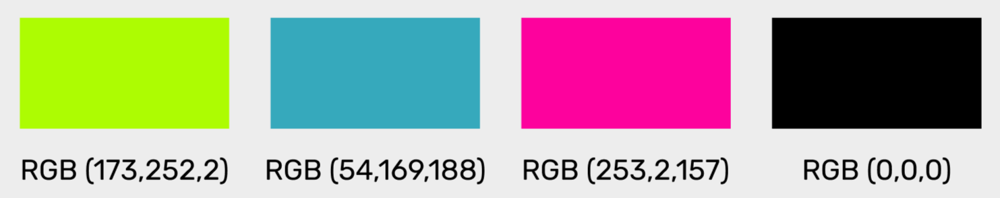 RGB (173,252,2)
RGB (54,169,188)
RGB (253,2,157)
RGB (0,0,0)